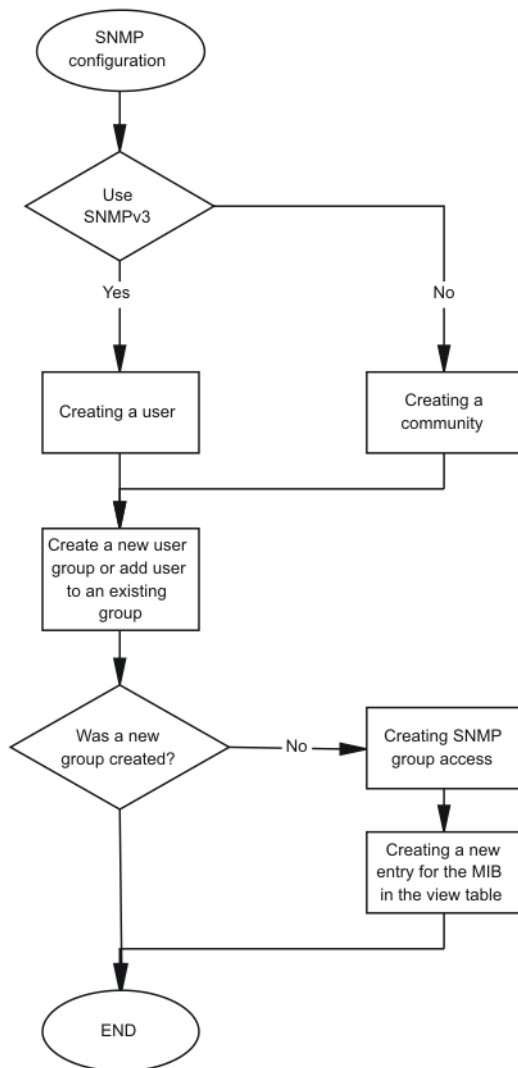 SNMP
configuration
Use
SNMPv3
Yes
No
Creating a user
Creating a
community
Create a new user
group or add user
to an existing
group
Was a new
group created?
No
Creating SNMP
group access
Creating a new
entry for the MIB
in the view table
END